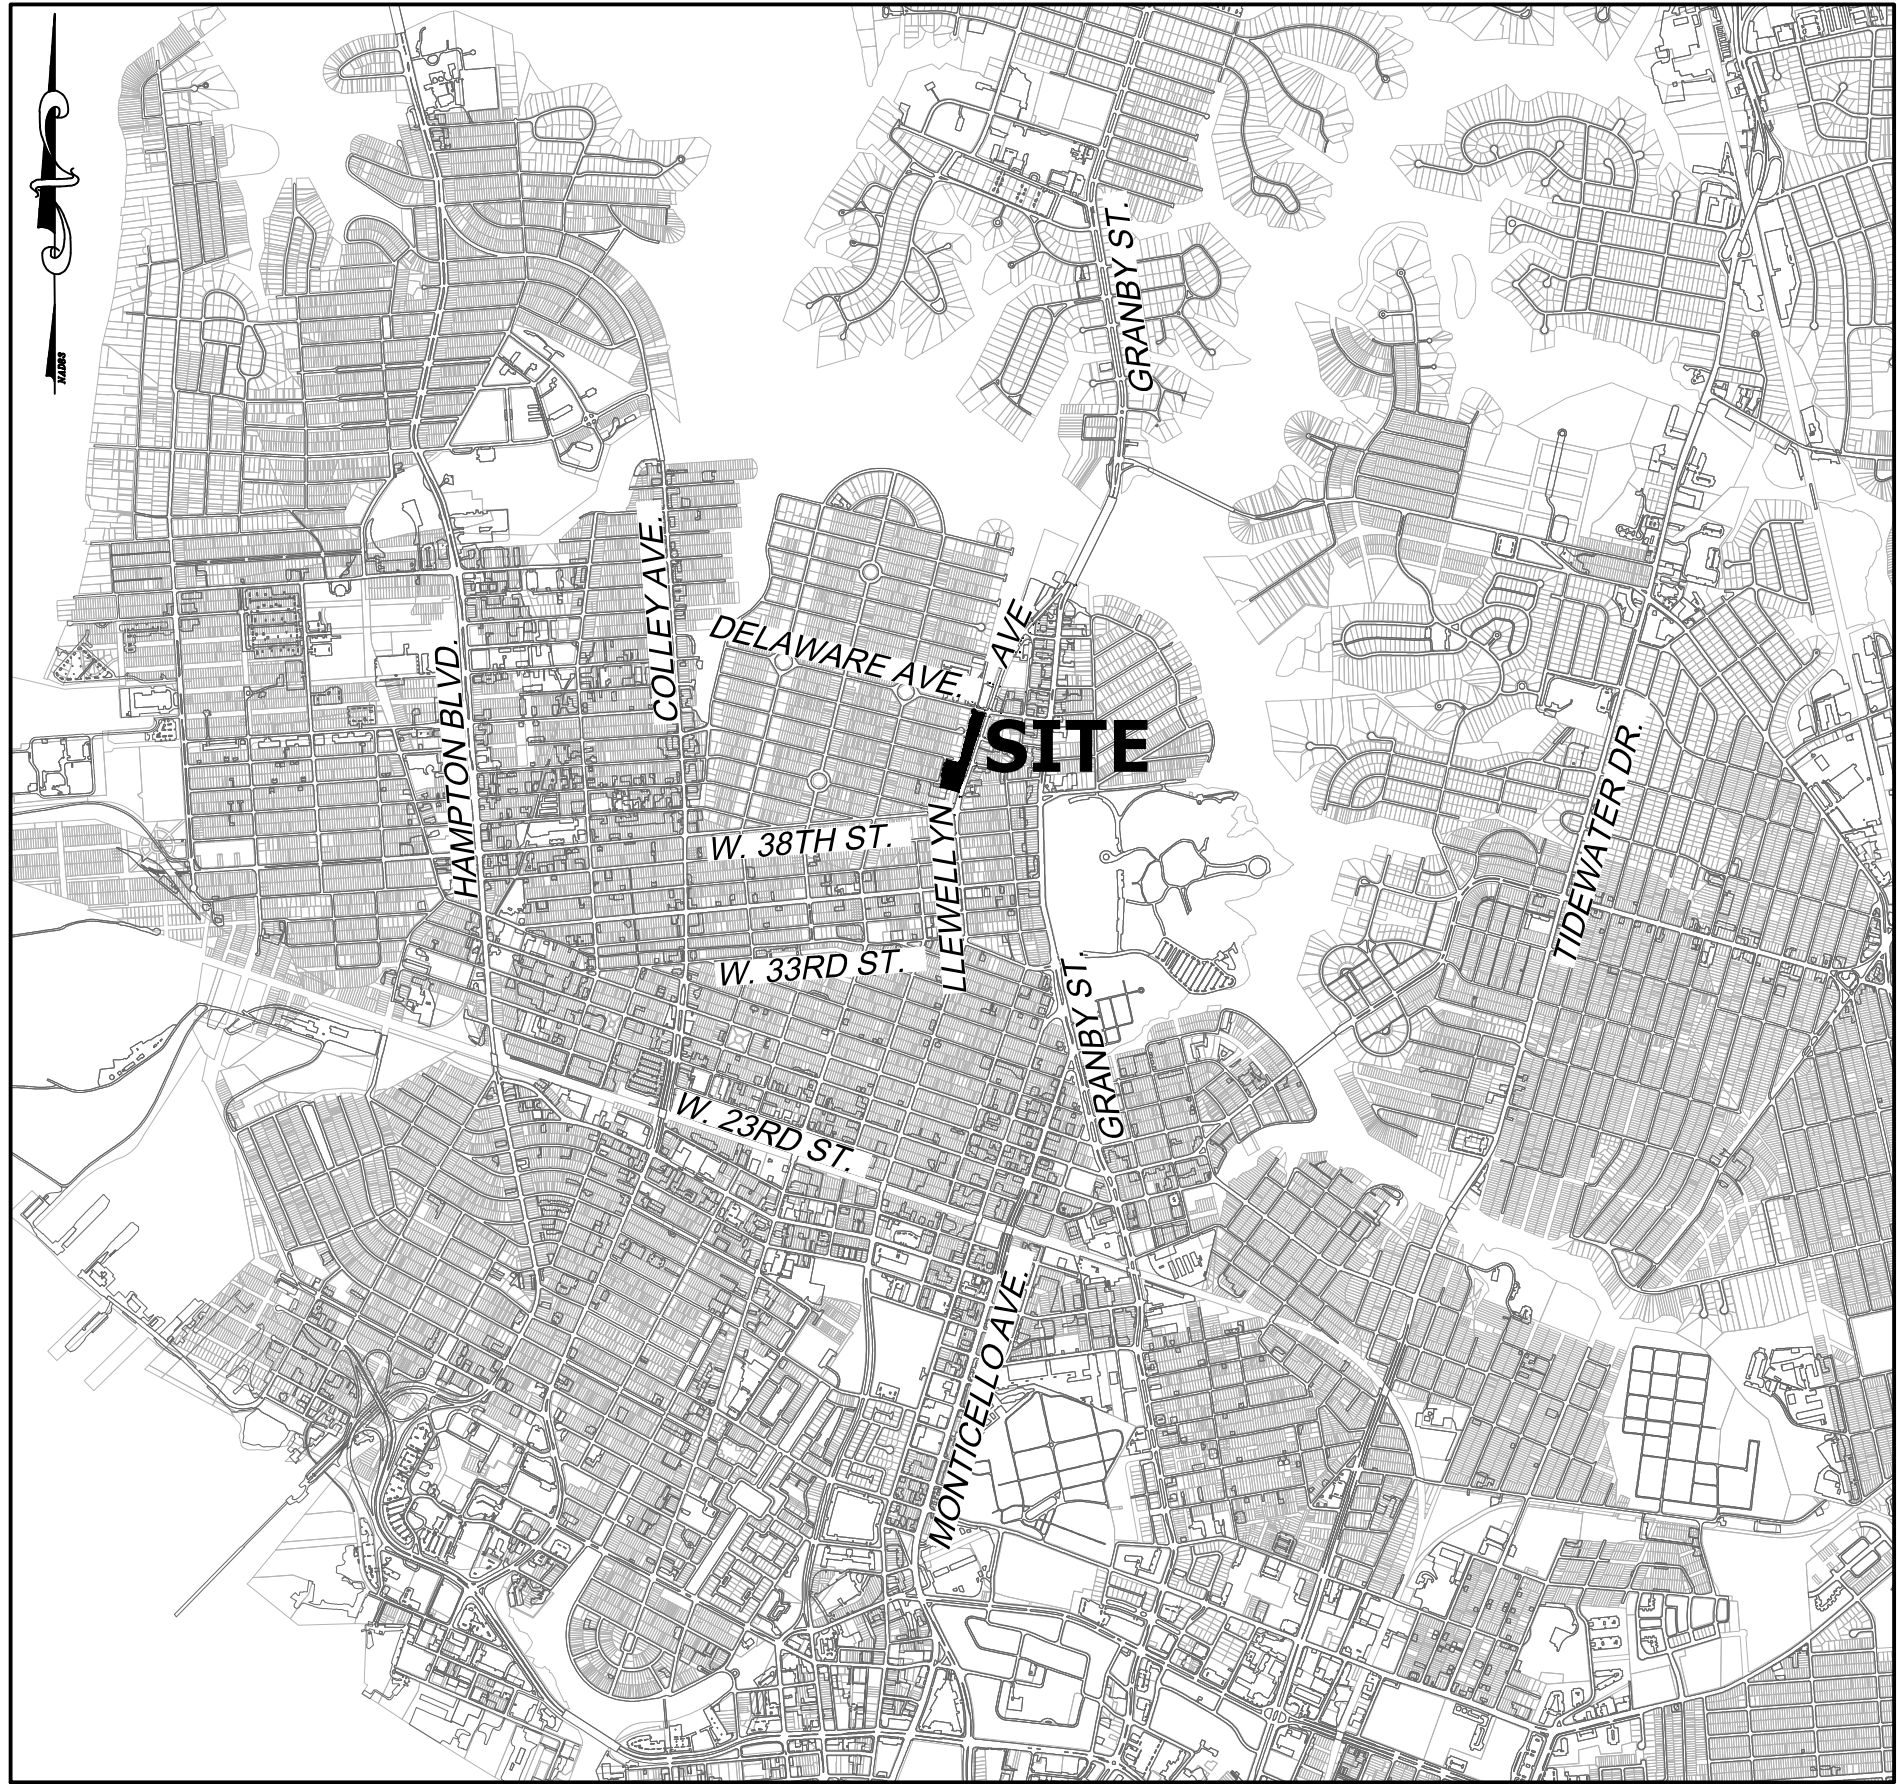 GRANBY ST.
NAD83
COLLEY AVE.
DELAWARE AVE.
AVE
HAMPTON BLVD.
SITE
TIDEWATER DR.
W. 38TH ST.
LLEWELLYN
W. 33RD ST.
GRANBY ST.
W. 23RD ST.
MONTICELLO AVE.